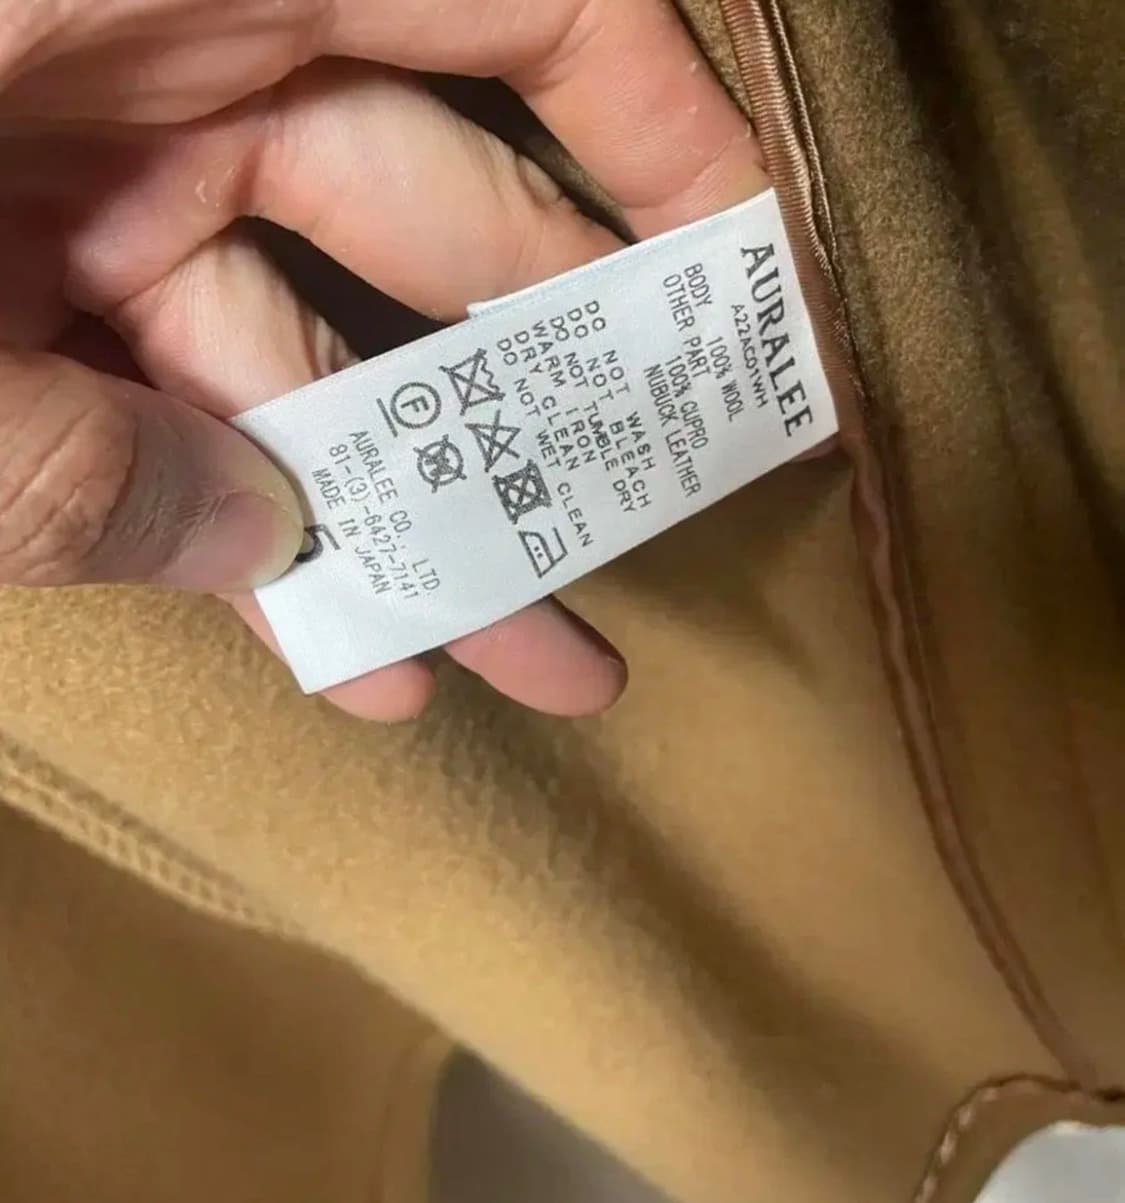 AURALEE
A22AC01WH
BODY 100% WOOL
OTHER PART
100% CUPRO
NUBUCK LEATHER
DO NOT WASH
DO NOT BLEACH
DO NOT TUMBLE DRY
WARM IRON
DRY CLEAN
DO NOT WET CLEAN
F
W
AURALEE CO., LTD.
81-(3)-6427-7141
MADE IN JAPAN
5